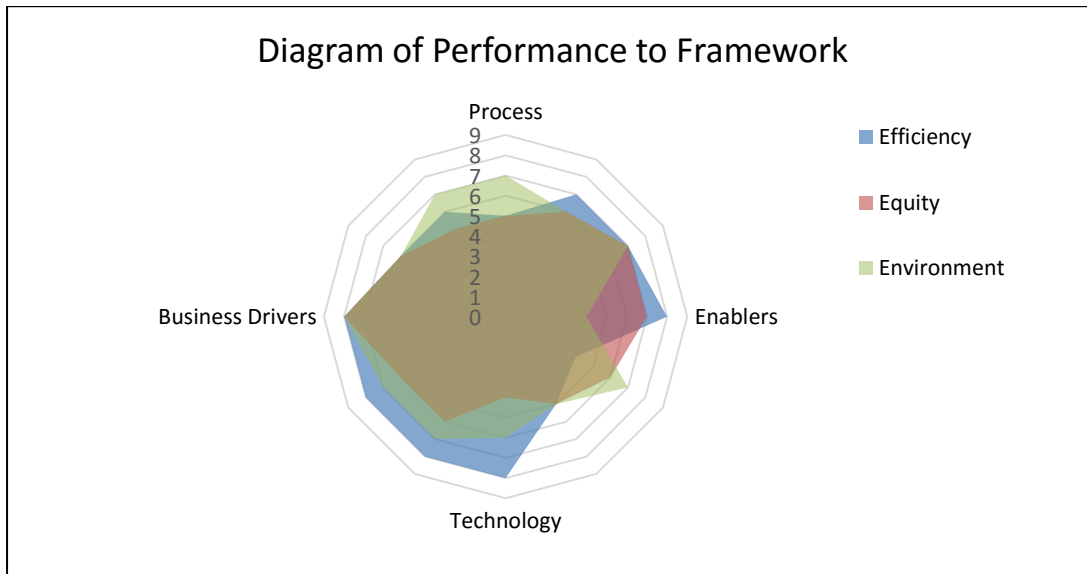 Diagram of Performance to Framework
Process
9
8
7
6
5
4
3
2
1
0
Business Drivers
Enablers
Technology
Efficiency
Equity
Environment